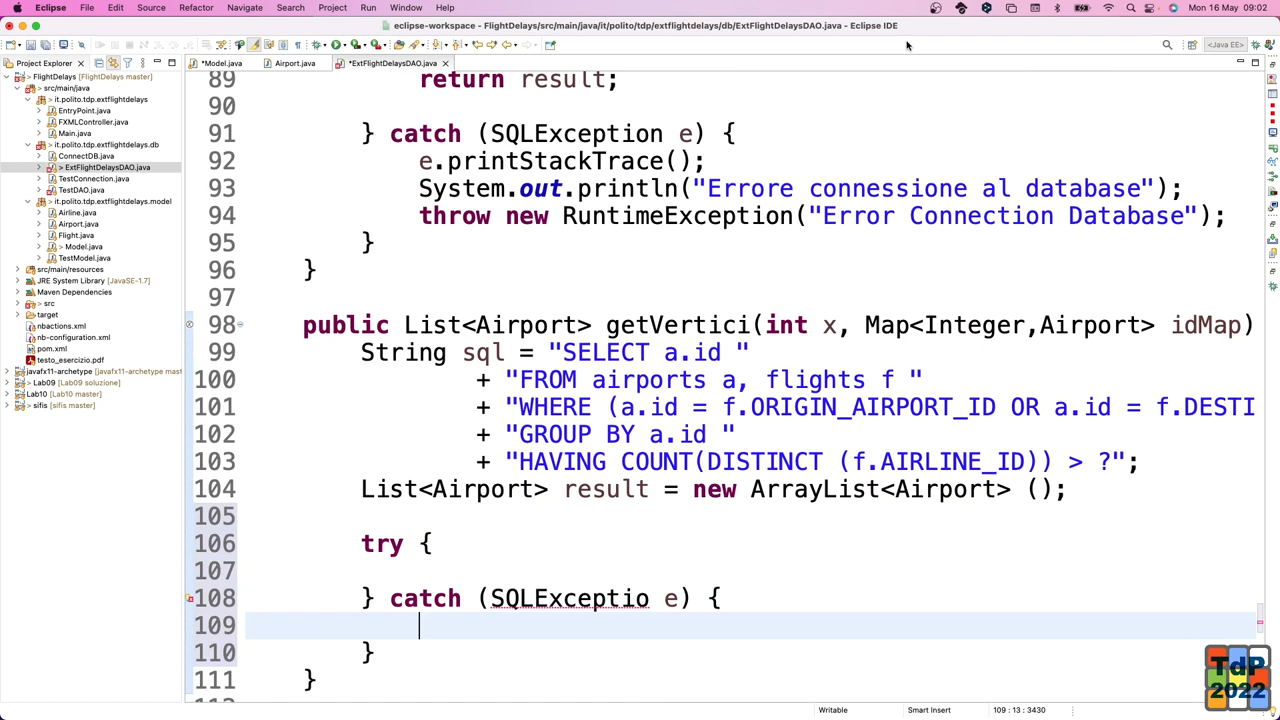 Eclipse File Edit Source Refactor Navigate Search Project Run Window Help Mon 16 May 09:02
eclipse-workspace - FlightDelays/src/main/java/it/polito/tdp/extflightdelays/db/ExtFlightDelaysDAO.java - Eclipse IDE
<Java EE>
Project Explorer
*Model.java Airport.java *ExtFlightDelaysDAO.java
> FlightDelays [FlightDelays master]
> src/main/java
> it.polito.tdp.extflightdelays
EntryPoint.java
FXMLController.java
Main.java
> it.polito.tdp.extflightdelays.db
ConnectDB.java
> ExtFlightDelaysDAO.java
TestConnection.java
TestDAO.java
> it.polito.tdp.extflightdelays.model
Airline.java
Airport.java
Flight.java
> Model.java
TestModel.java
src/main/resources
JRE System Library [JavaSE-1.7]
Maven Dependencies
> src
> target
nbactions.xml
nb-configuration.xml
pom.xml
testo_esercizio.pdf
javafx11-archetype [javafx11-archetype mast
> Lab09 [Lab09 soluzione]
Lab10 [Lab10 master]
> sifis [sifis master]
89 return result;
90
91 } catch (SQLException e) {
92 e.printStackTrace();
93 System.out.println("Errore connessione al database");
94 throw new RuntimeException("Error Connection Database");
95 }
96 }
97
98 public List<Airport> getVertici(int x, Map<Integer,Airport> idMap)
99 String sql = "SELECT a.id "
100 + "FROM airports a, flights f "
101 + "WHERE (a.id = f.ORIGIN_AIRPORT_ID OR a.id = f.DESTI
102 + "GROUP BY a.id "
103 + "HAVING COUNT(DISTINCT (f.AIRLINE_ID)) > ?";
104 List<Airport> result = new ArrayList<Airport> ();
105
106 try {
107
108 } catch (SQLExceptio e) {
109
110 }
111 }
Writable Smart Insert 109 : 13 : 3430
TdP
2022